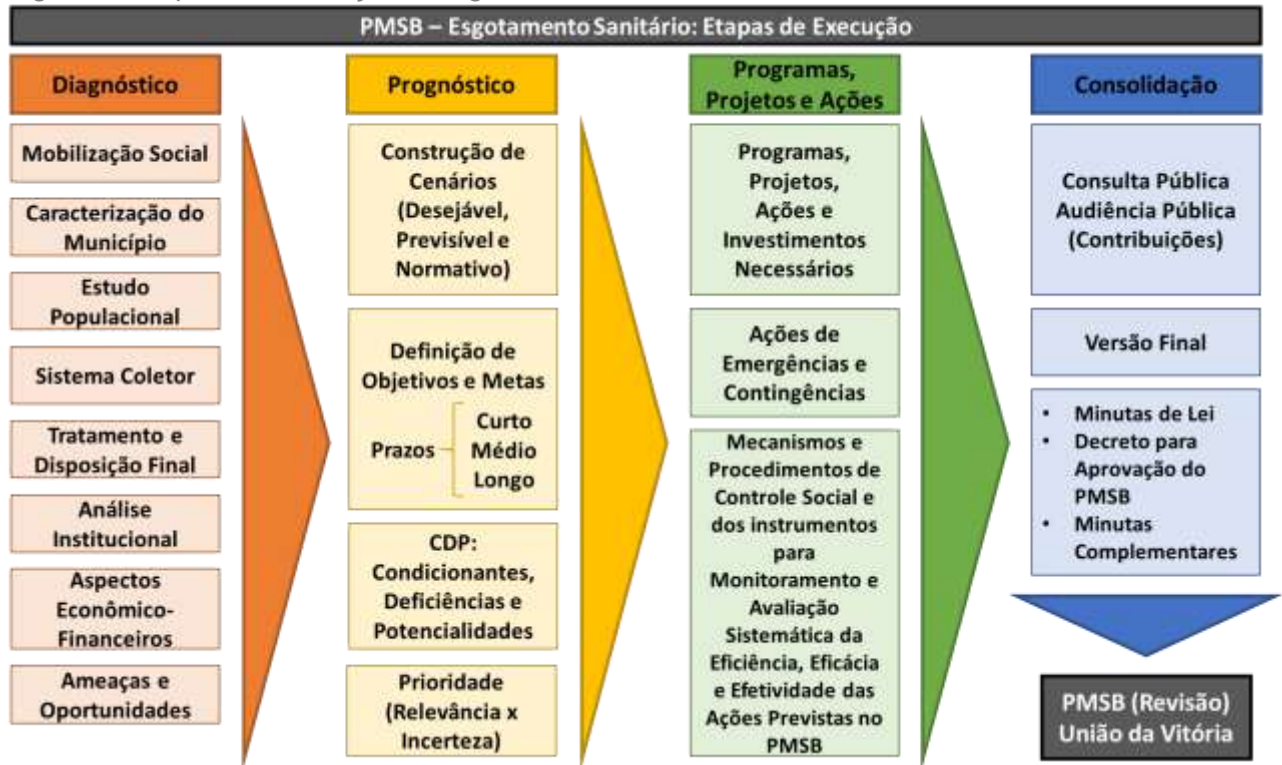 PMSB – Esgotamento Sanitário: Etapas de Execução
Diagnóstico
Mobilização Social
Caracterização do
Município
Estudo
Populacional
Sistema Coletor
Tratamento e
Disposição Final
Análise
Institucional
Aspectos
Econômico-
Financeiros
Ameaças e
Oportunidades
Prognóstico
Construção de
Cenários
(Desejável,
Previsível e
Normativo)
Definição de
Objetivos e Metas
Prazos
Curto
Médio
Longo
CDP:
Condicionantes,
Deficiências e
Potencialidades
Prioridade
(Relevância x
Incerteza)
Programas,
Projetos e Ações
Programas,
Projetos,
Ações e
Investimentos
Necessários
Ações de
Emergências e
Contingências
Mecanismos e
Procedimentos de
Controle Social e
dos instrumentos
para
Monitoramento e
Avaliação
Sistemática da
Eficiência, Eficácia
e Efetividade das
Ações Previstas no
PMSB
Consolidação
Consulta Pública
Audiência Pública
(Contribuições)
Versão Final
• Minutas de Lei
• Decreto para
Aprovação do
PMSB
• Minutas
Complementares
PMSB (Revisão)
União da Vitória